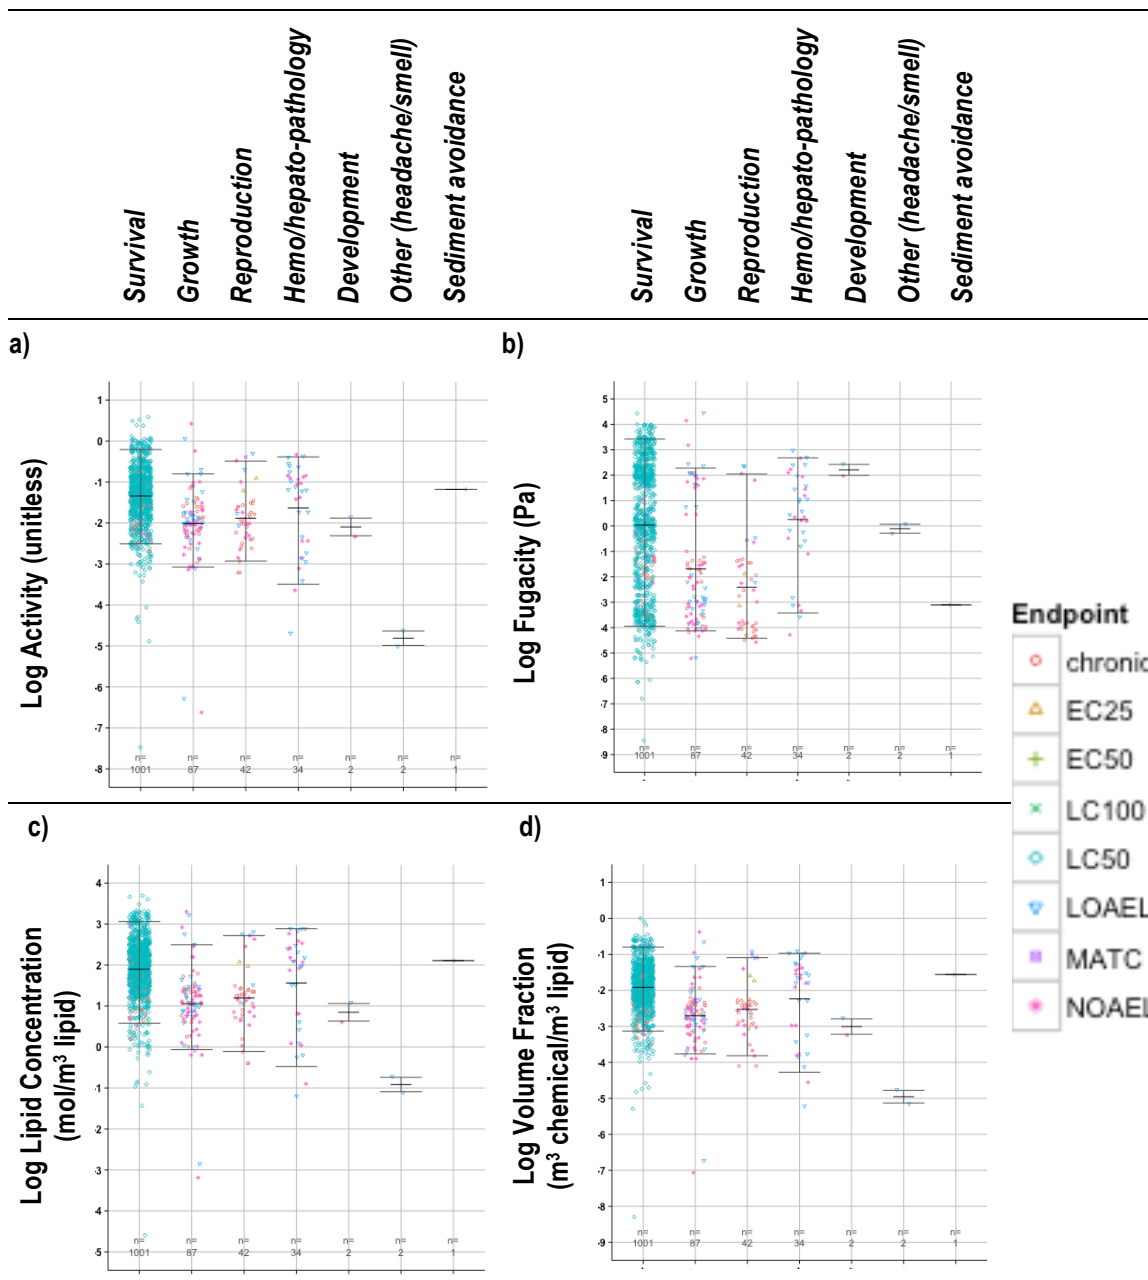 Survival
Growth
Reproduction
Hemo/hepato-pathology
Development
Other (headache/smell)
Sediment avoidance
Survival
Growth
Reproduction
Hemo/hepato-pathology
Development
Other (headache/smell)
Sediment avoidance
a)
Log Activity (unitless)
1
0
-1
-2
-3
-4
-5
-6
-7
-8
n= n= n= n= n= n= n=
1001 87 42 34 2 2 1
b)
Log Fugacity (Pa)
5
4
3
2
1
0
-1
-2
-3
-4
-5
-6
-7
-8
-9
n= n= n= n= n= n= n=
1001 87 42 34 2 2 1
Endpoint
chronic
EC25
EC50
LC100
LC50
LOAEL
MATC
NOAEL
c)
Log Lipid Concentration
(mol/m³ lipid)
4
3
2
1
0
-1
-2
-3
-4
-5
n= n= n= n= n= n= n=
1001 87 42 34 2 2 1
d)
Log Volume Fraction
(m³ chemical/m³ lipid)
1
0
-1
-2
-3
-4
-5
-6
-7
-8
-9
n= n= n= n= n= n= n=
1001 87 42 34 2 2 1